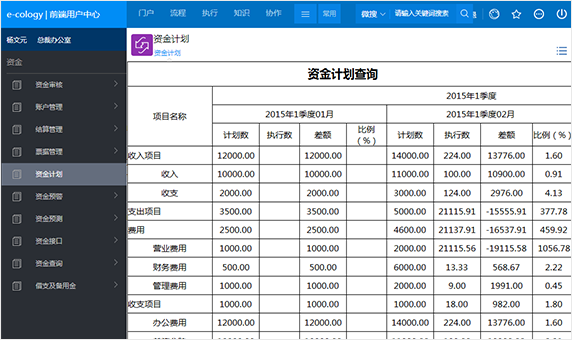 e-cology | 前端用户中心 门户 流程 执行 知识 协作 常用 微搜 请输入关键词搜索
杨文元 总裁办公室
资金
资金审核
账户管理
结算管理
票据管理
资金计划
资金预警
资金预测
资金接口
资金查询
借支及备用金
资金计划
资金计划
资金计划查询
项目名称 2015年1季度
2015年1季度01月 2015年1季度02月
计划数 执行数 差额 比例（%） 计划数 执行数 差额 比例（%）
收入项目 12000.00 12000.00 14000.00 224.00 13776.00 1.60
收入 10000.00 10000.00 11000.00 100.00 10900.00 0.91
收支 2000.00 2000.00 3000.00 124.00 2976.00 4.13
支出项目 3500.00 3500.00 5000.00 21115.91 -15555.91 377.78
费用 2500.00 2500.00 4600.00 21137.91 -16537.91 459.92
营业费用 1000.00 1000.00 2000.00 21115.56 -19115.58 1056.78
财务费用 500.00 500.00 6000.00 13.33 568.67 2.22
管理费用 1000.00 1000.00 2000.00 9.00 1991.00 0.45
收支项目 1000.00 1000.00 1000.00 18.00 982.00 1.80
办公费用 12000.00 12000.00 14000.00 224.00 13776.00 1.60